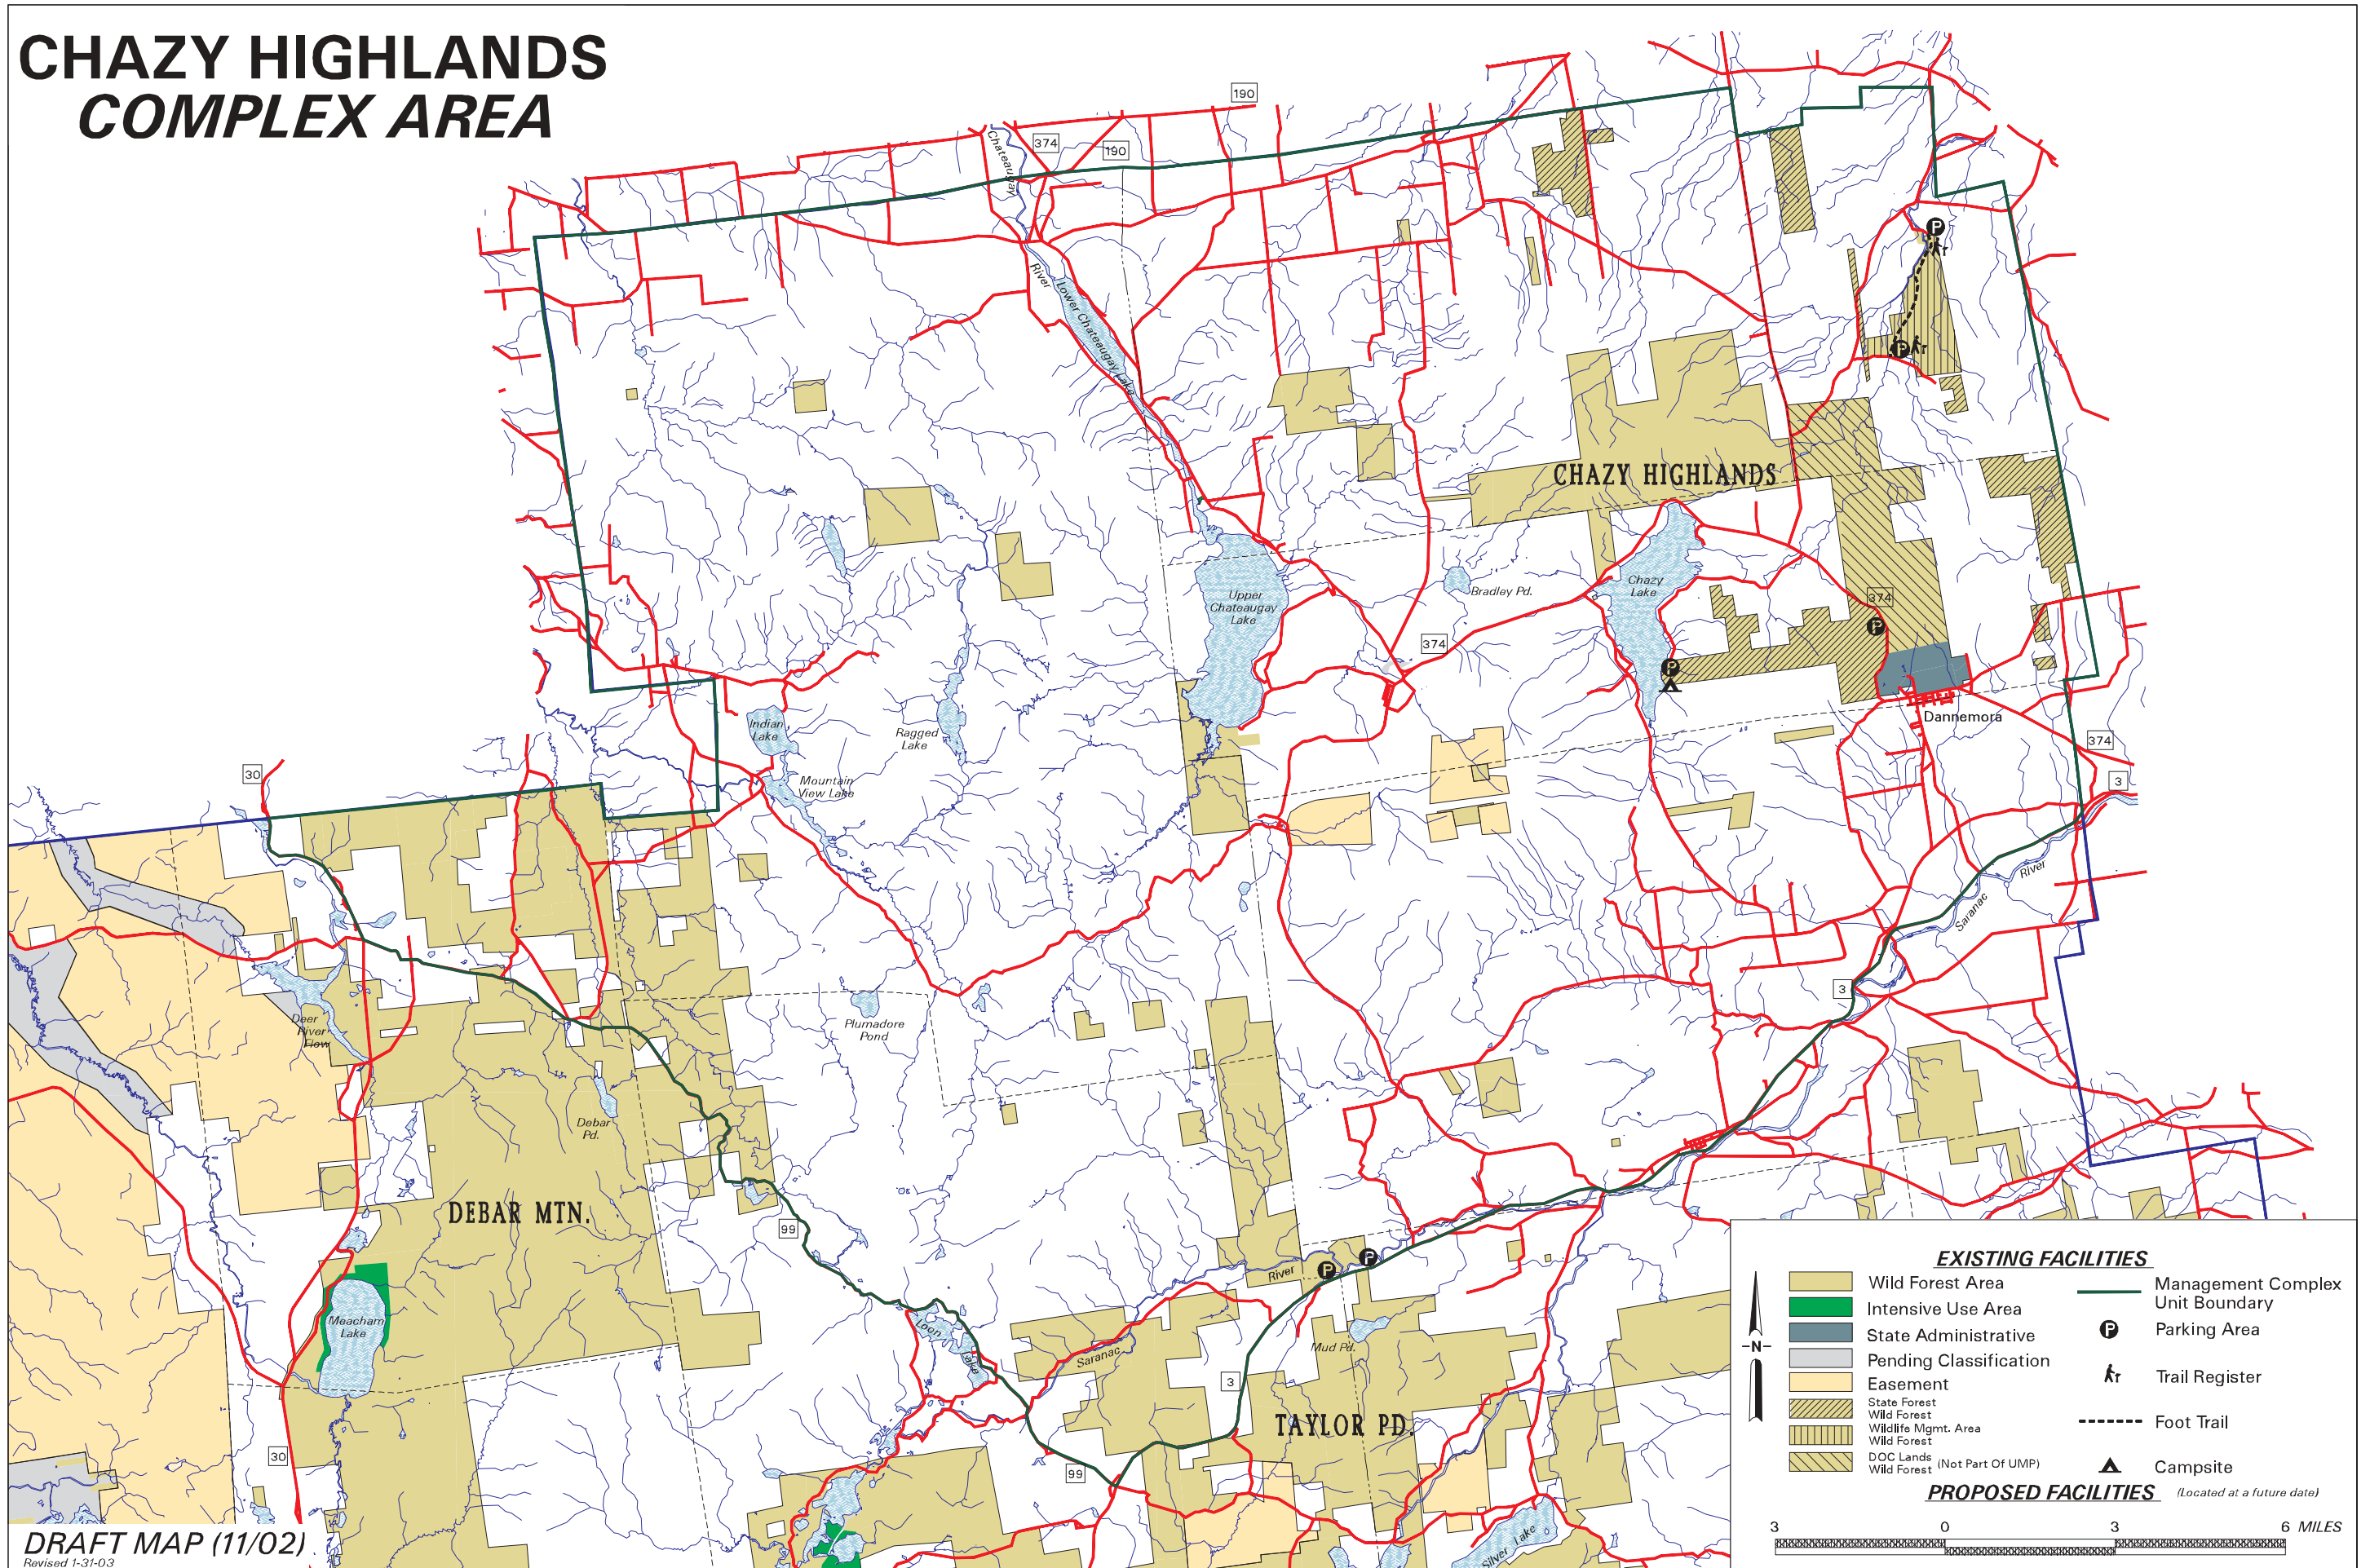 CHAZY HIGHLANDS
COMPLEX AREA
190
374
190
Chateaugay
River
Lower Chateaugay Lake
CHAZY HIGHLANDS
Chazy
Lake
Bradley Pd.
Upper
Chateaugay
Lake
374
374
Dannemora
374
3
Indian
Lake
Ragged
Lake
Mountain
View Lake
30
River
Saranac
3
Deer
River
Flow
Plumadore
Pond
Debar
Pd.
DEBAR MTN.
99
Meacham
Lake
River
Loon
Lake
Saranac
Mud Pd.
3
TAYLOR PD.
30
99
Silver Lake
DRAFT MAP (11/02)
Revised 1-31-03
EXISTING FACILITIES
Wild Forest Area
Intensive Use Area
State Administrative
Pending Classification
Easement
State Forest
Wild Forest
Wildlife Mgmt. Area
Wild Forest
DOC Lands
Wild Forest (Not Part Of UMP)
Management Complex
Unit Boundary
P Parking Area
Trail Register
Foot Trail
Campsite
PROPOSED FACILITIES (Located at a future date)
N
3 0 3 6 MILES